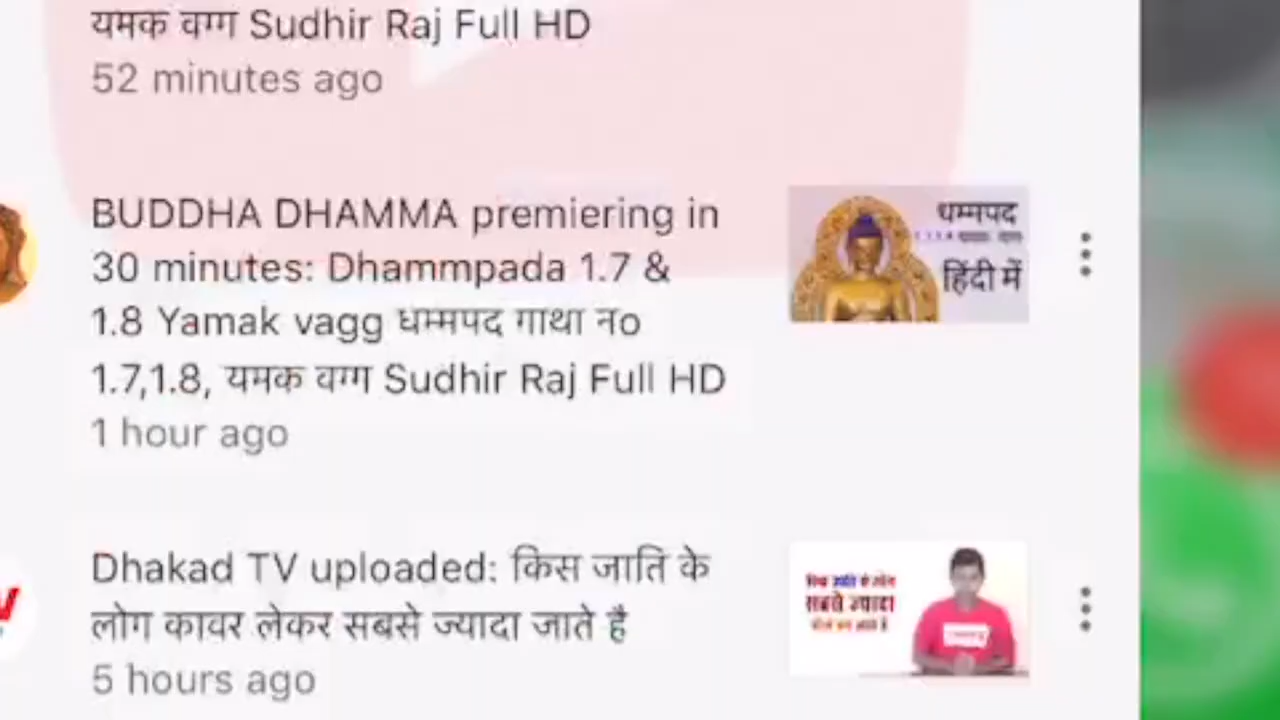 यमक वग्ग Sudhir Raj Full HD
52 minutes ago
BUDDHA DHAMMA premiering in
30 minutes: Dhammpada 1.7 &
1.8 Yamak vagg धम्मपद गाथा नo
1.7,1.8, यमक वग्ग Sudhir Raj Full HD
1 hour ago
धम्मपद
हिंदी में
Dhakad TV uploaded: किस जाति के
लोग कावर लेकर सबसे ज्यादा जाते है
5 hours ago
किस जाति के लोग
सबसे ज्यादा